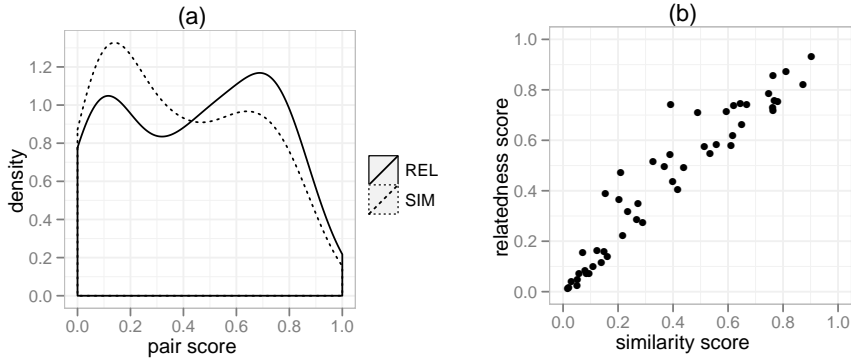 (a)
density
1.2
1.0
0.8
0.6
0.4
0.2
0.0
0.0 0.2 0.4 0.6 0.8 1.0
pair score
REL
SIM
(b)
relatedness score
1.0
0.8
0.6
0.4
0.2
0.0
0.0 0.2 0.4 0.6 0.8 1.0
similarity score